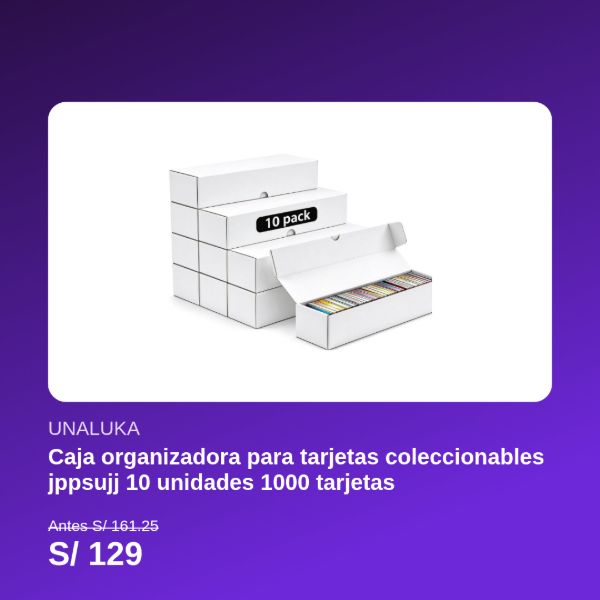 10 pack
UNALUKA
Caja organizadora para tarjetas coleccionables
jppsujj 10 unidades 1000 tarjetas
Antes S/ 161.25
S/ 129